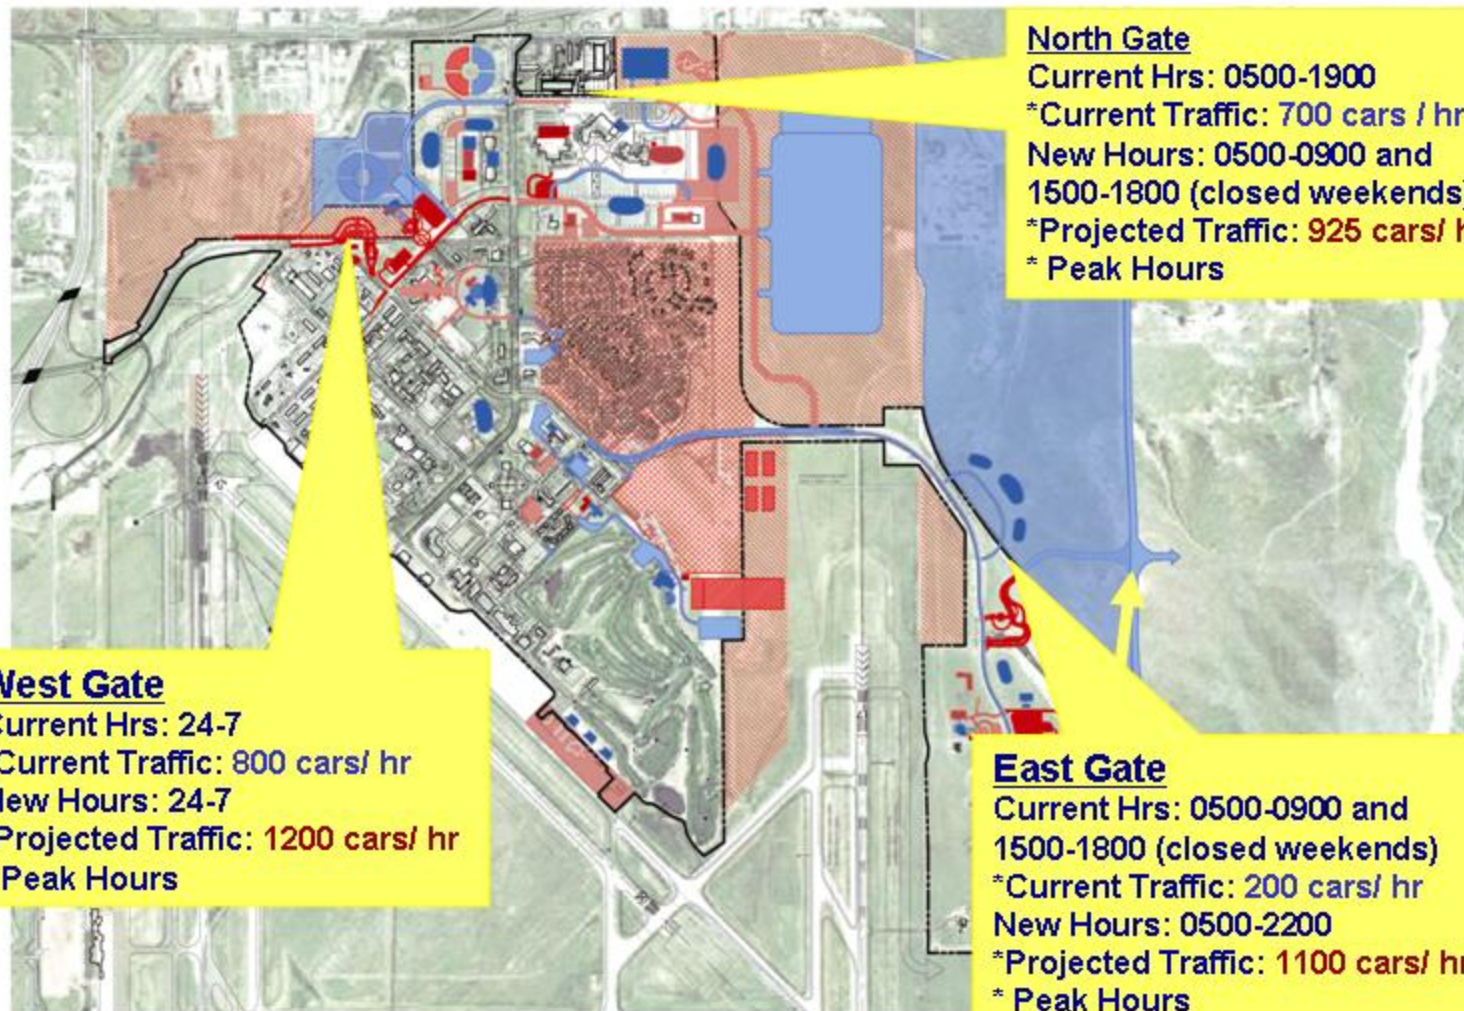 North Gate
Current Hrs: 0500-1900
*Current Traffic: 700 cars / hr
New Hours: 0500-0900 and
1500-1800 (closed weekends)
*Projected Traffic: 925 cars/ h
* Peak Hours
West Gate
Current Hrs: 24-7
Current Traffic: 800 cars/ hr
New Hours: 24-7
Projected Traffic: 1200 cars/ hr
Peak Hours
East Gate
Current Hrs: 0500-0900 and
1500-1800 (closed weekends)
*Current Traffic: 200 cars/ hr
New Hours: 0500-2200
*Projected Traffic: 1100 cars/ hr
* Peak Hours